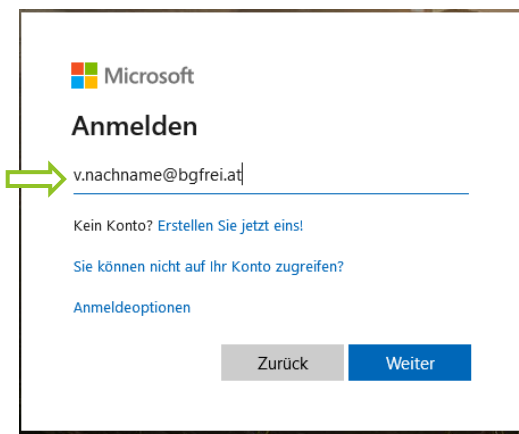 Microsoft
Anmelden
v.nachname@bgfrei.at
Kein Konto? Erstellen Sie jetzt eins!
Sie können nicht auf Ihr Konto zugreifen?
Anmeldeoptionen
Zurück Weiter